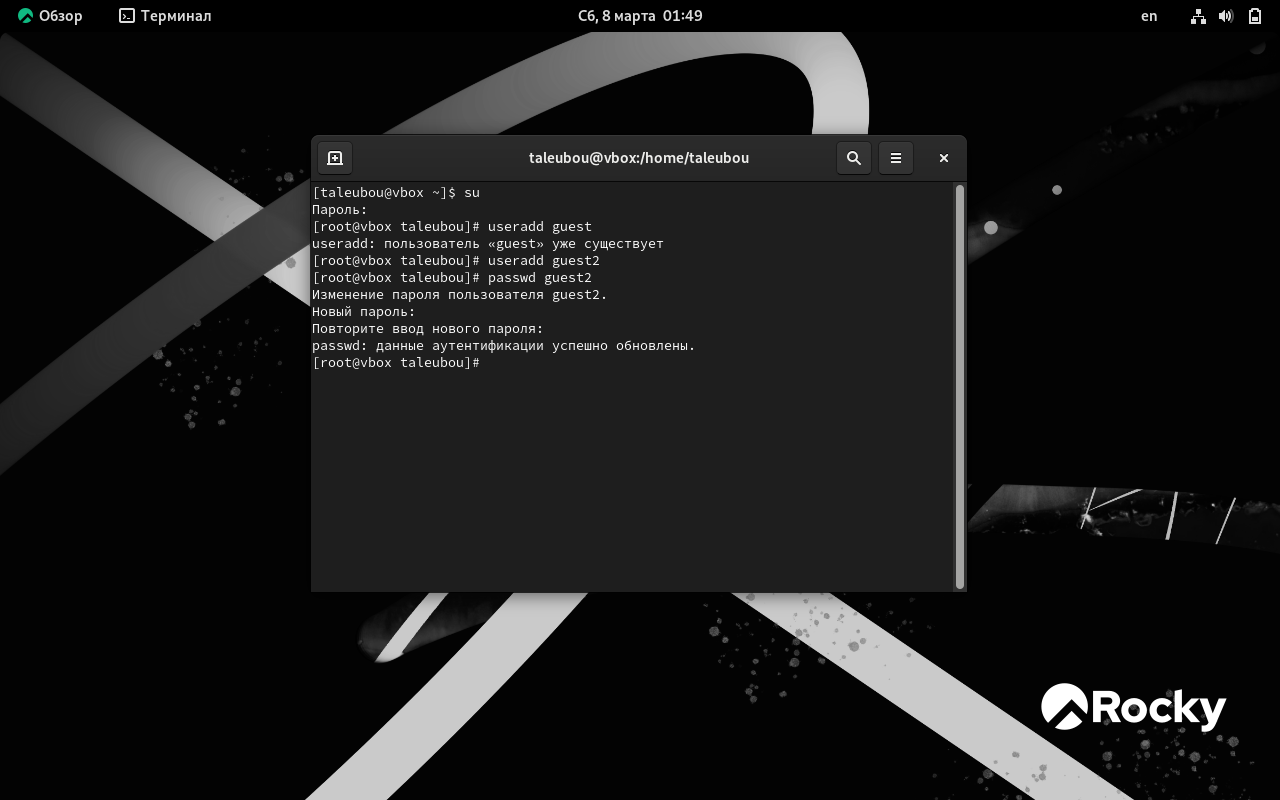 Обзор
Терминал
Сб, 8 марта 01:49
en
taleubou@vbox:/home/taleubou
[taleubou@vbox ~]$ su
Пароль:
[root@vbox taleubou]# useradd guest
useradd: пользователь «guest» уже существует
[root@vbox taleubou]# useradd guest2
[root@vbox taleubou]# passwd guest2
Изменение пароля пользователя guest2.
Новый пароль:
Повторите ввод нового пароля:
passwd: данные аутентификации успешно обновлены.
[root@vbox taleubou]#
Rocky